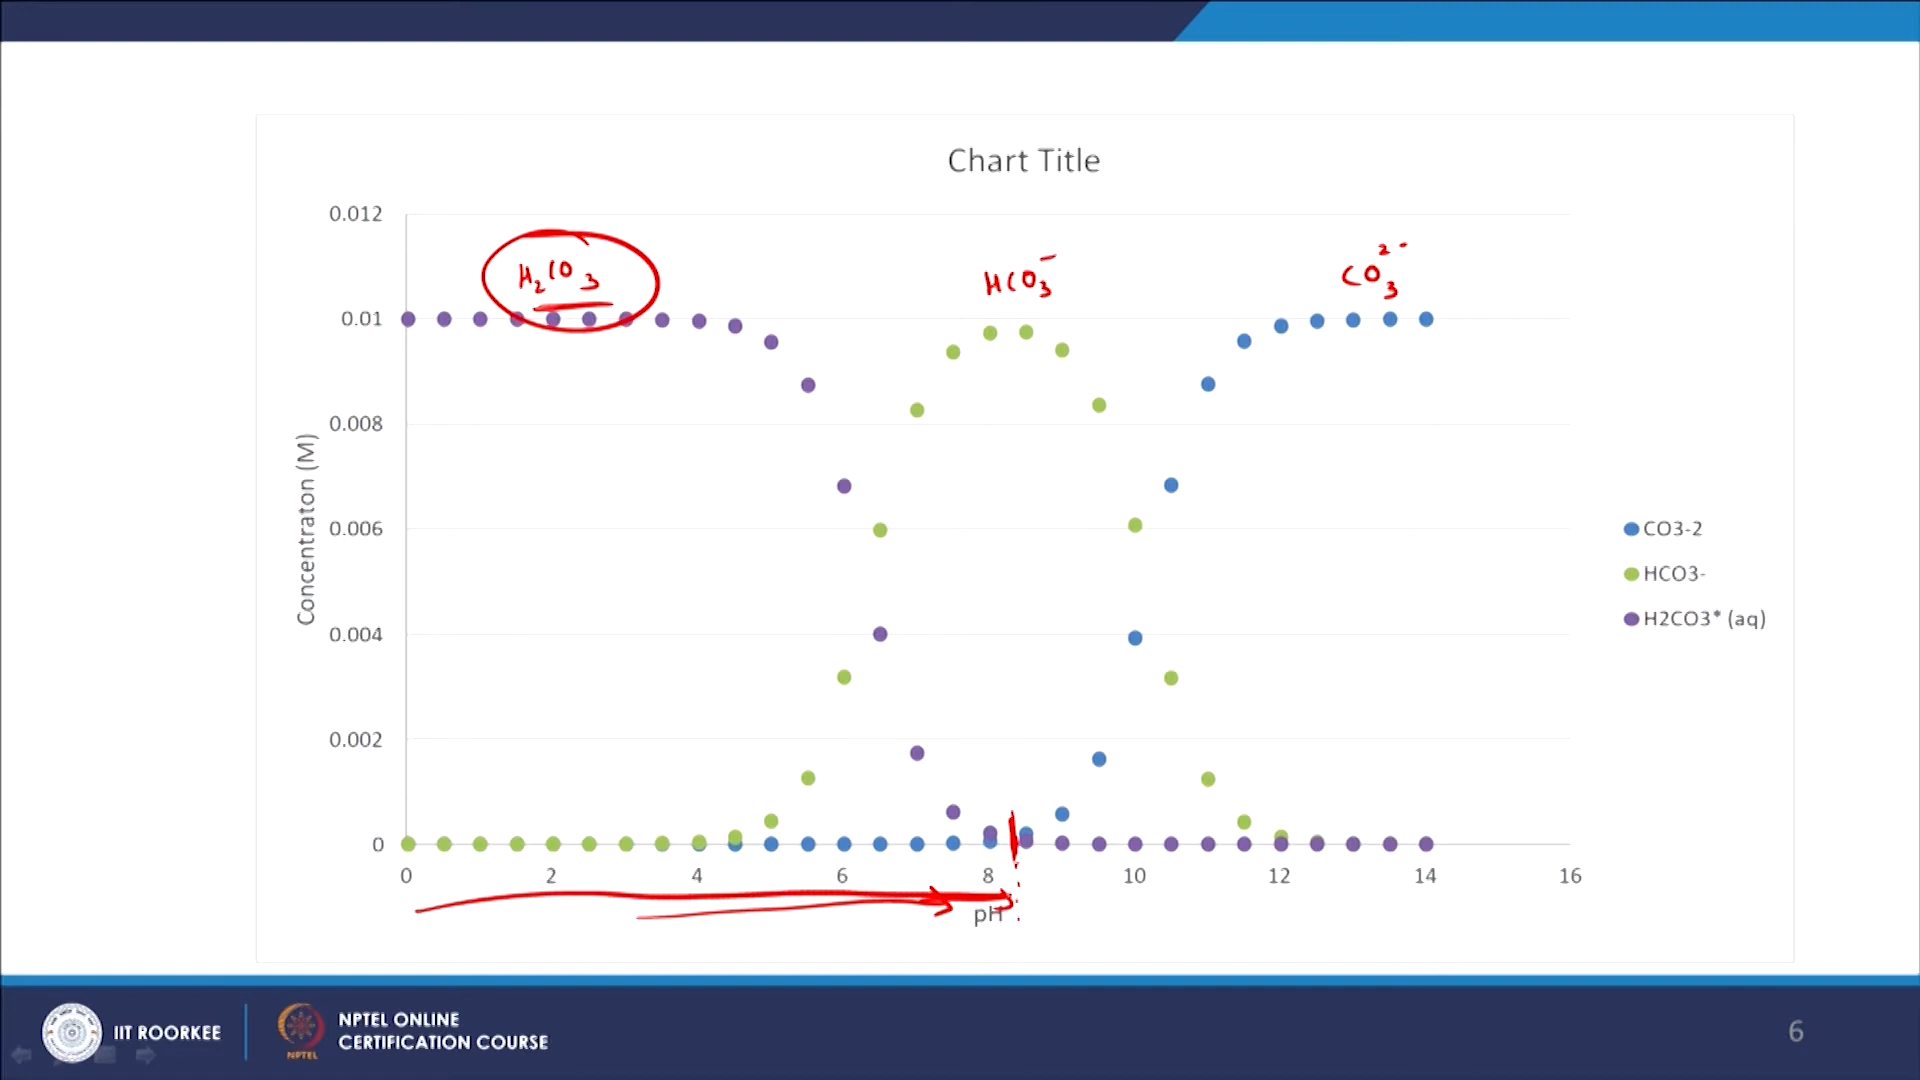 Chart Title
0.012
0.01
0.008
0.006
0.004
0.002
0
H₂CO₃
HCO₃⁻
CO₃²⁻
Concentraton (M)
CO3-2
HCO3-
H2CO3* (aq)
0 2 4 6 8 10 12 14 16
pH
IIT ROORKEE
NPTEL
NPTEL ONLINE
CERTIFICATION COURSE
6